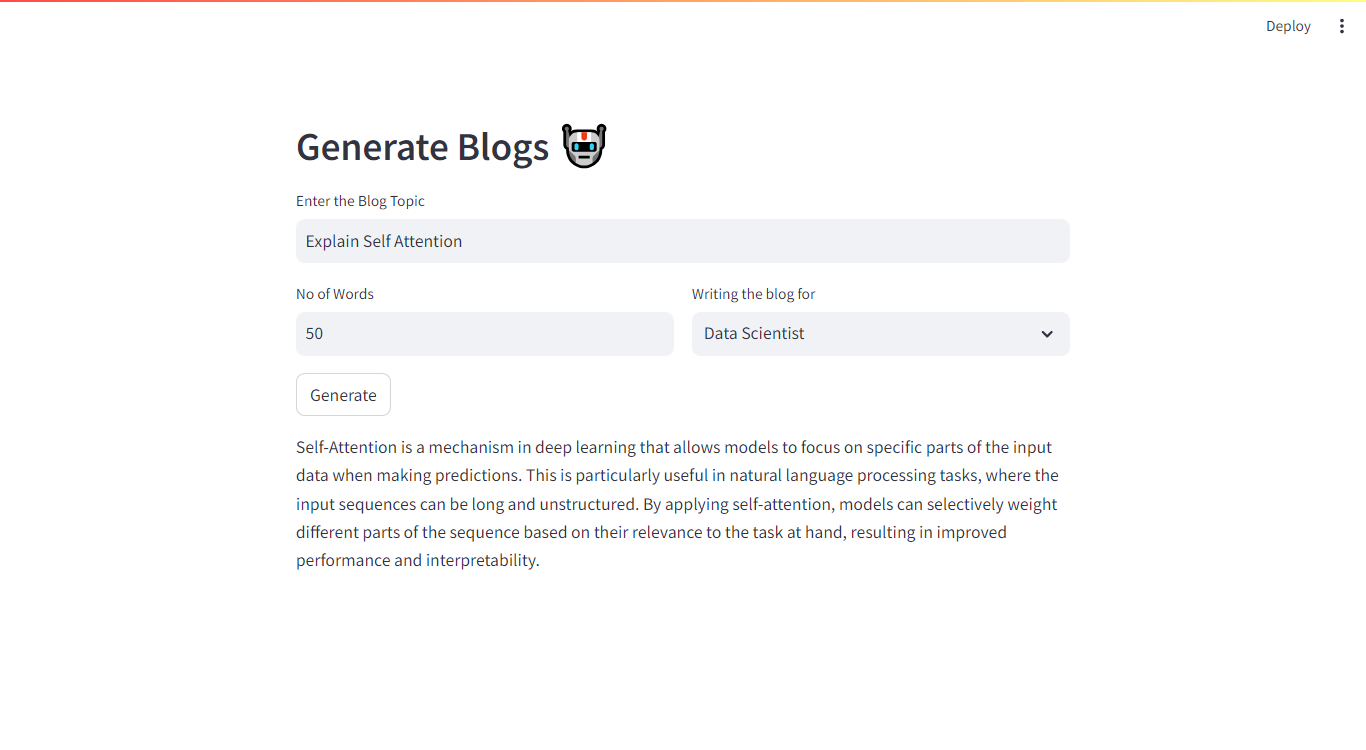 Deploy
Generate Blogs
Enter the Blog Topic
Explain Self Attention
No of Words
Writing the blog for
50
Data Scientist
Generate
Self-Attention is a mechanism in deep learning that allows models to focus on specific parts of the input
data when making predictions. This is particularly useful in natural language processing tasks, where the
input sequences can be long and unstructured. By applying self-attention, models can selectively weight
different parts of the sequence based on their relevance to the task at hand, resulting in improved
performance and interpretability.